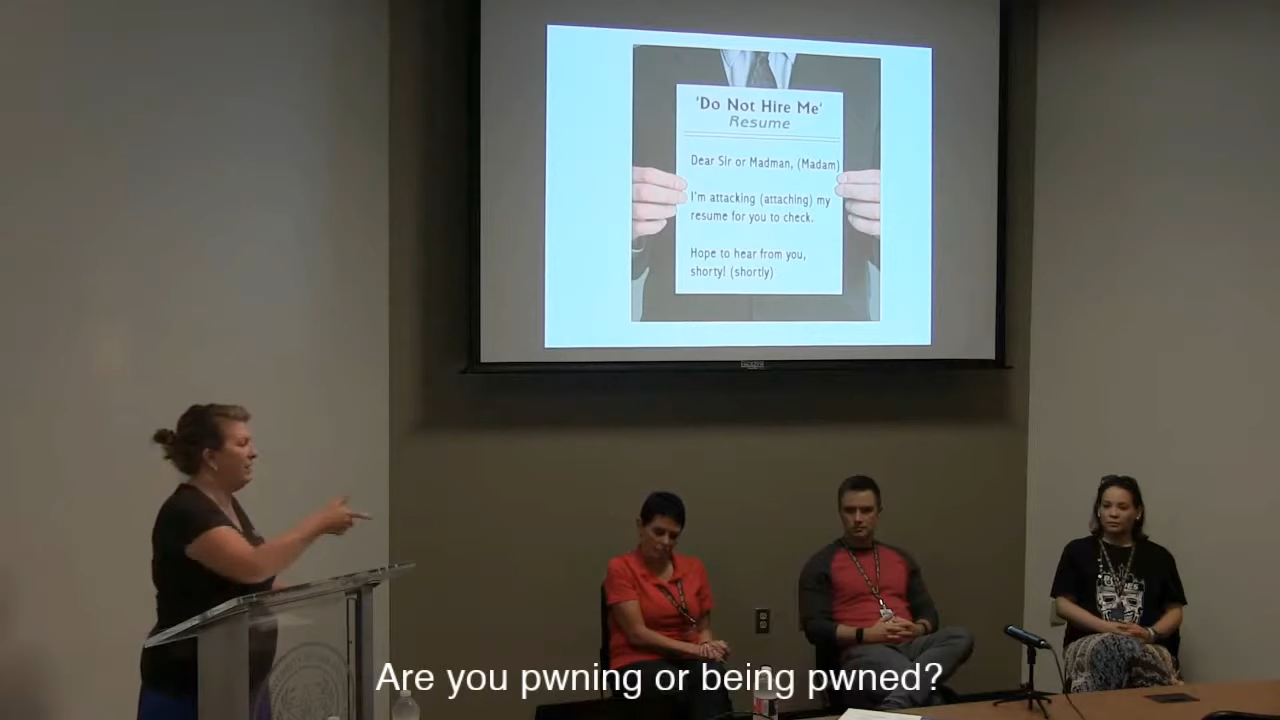 'Do Not Hire Me'
Resume
Dear Sir or Madman, (Madam)
I'm attacking (attaching) my
resume for you to check.
Hope to hear from you,
shorty! (shortly)
Are you pwning or being pwned?